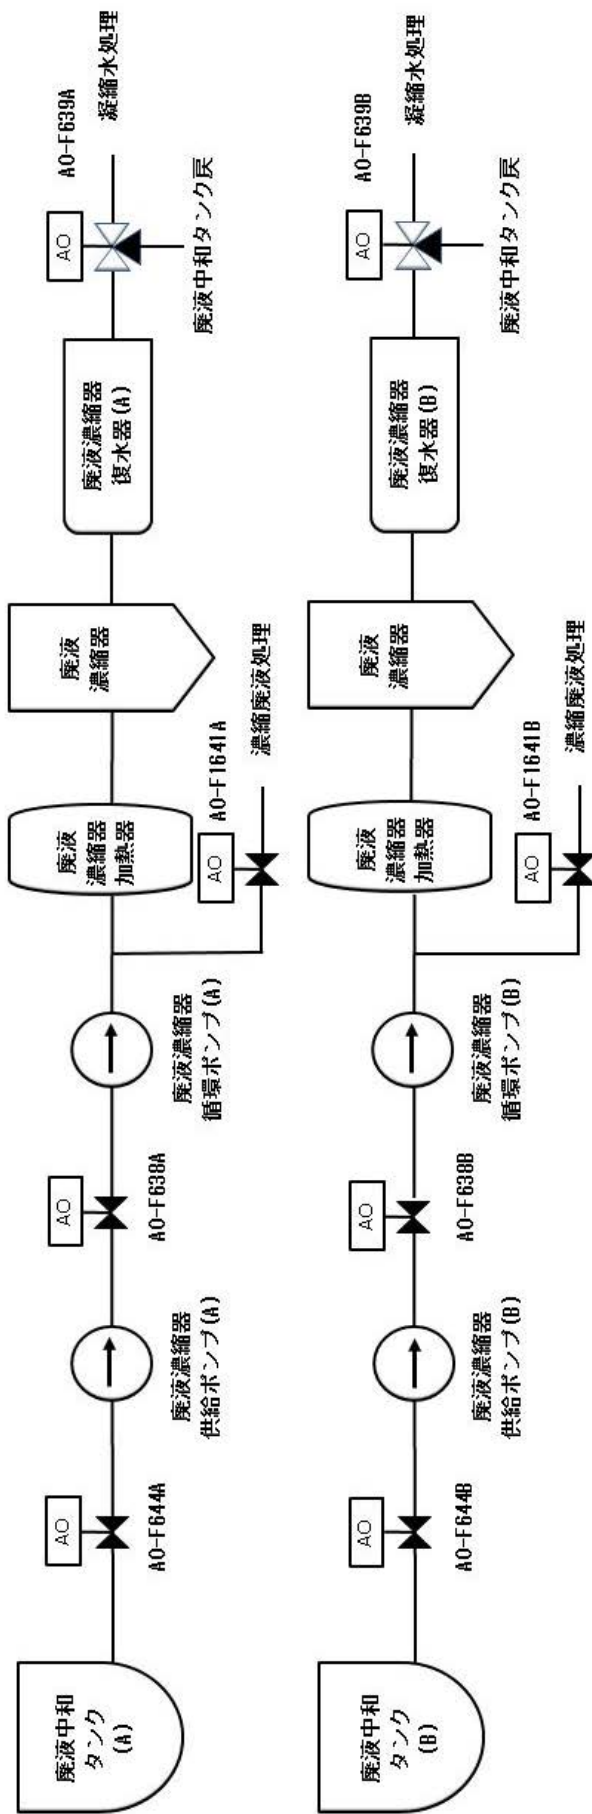 廃液中和
タンク
(A)
AO
AO-F644A
廃液濃縮器
供給ポンプ(A)
AO
AO-F638A
廃液濃縮器
循環ポンプ(A)
廃液
濃縮器
加熱器
AO
AO-F1641A
濃縮廃液処理
廃液
濃縮器
廃液濃縮器
復水器(A)
AO
AO-F639A
凝縮水処理
廃液中和タンク戻
廃液中和
タンク
(B)
AO
AO-F644B
廃液濃縮器
供給ポンプ(B)
AO
AO-F638B
廃液濃縮器
循環ポンプ(B)
廃液
濃縮器
加熱器
AO
AO-F1641B
濃縮廃液処理
廃液
濃縮器
廃液濃縮器
復水器(B)
AO
AO-F639B
凝縮水処理
廃液中和タンク戻